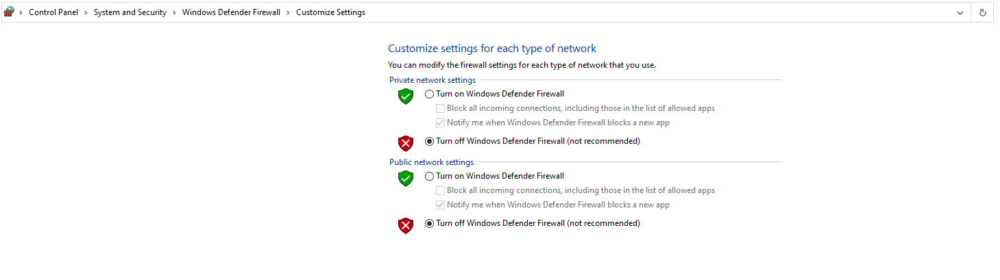 Control Panel > System and Security > Windows Defender Firewall > Customize Settings
Customize settings for each type of network
You can modify the firewall settings for each type of network that you use.
Private network settings
Turn on Windows Defender Firewall
Block all incoming connections, including those in the list of allowed apps
Notify me when Windows Defender Firewall blocks a new app
Turn off Windows Defender Firewall (not recommended)
Public network settings
Turn on Windows Defender Firewall
Block all incoming connections, including those in the list of allowed apps
Notify me when Windows Defender Firewall blocks a new app
Turn off Windows Defender Firewall (not recommended)